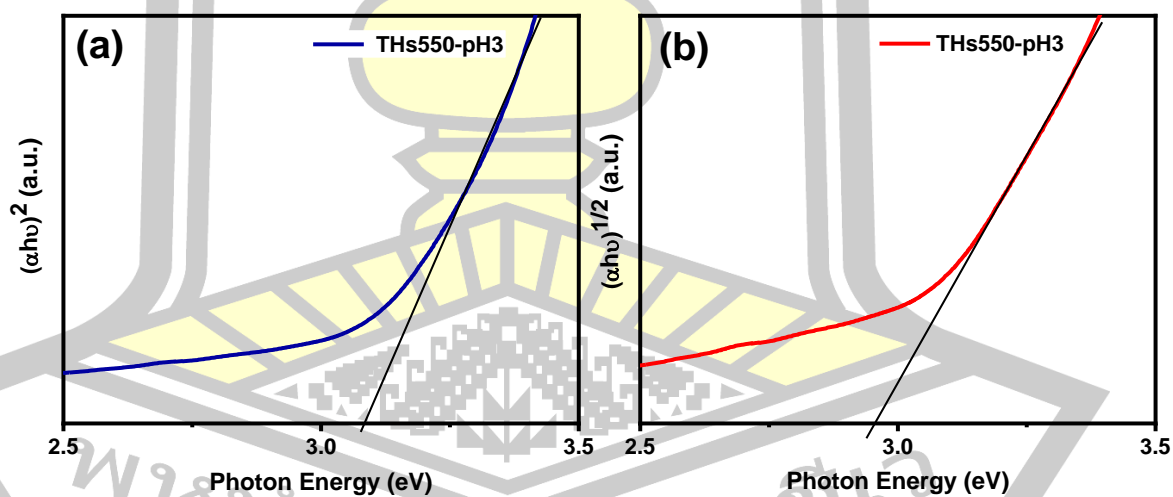 (a)
THs550-pH3
(αhυ)² (a.u.)
2.5 3.0 3.5
Photon Energy (eV)
(b)
THs550-pH3
(αhυ)¹/² (a.u.)
2.5 3.0 3.5
Photon Energy (eV)